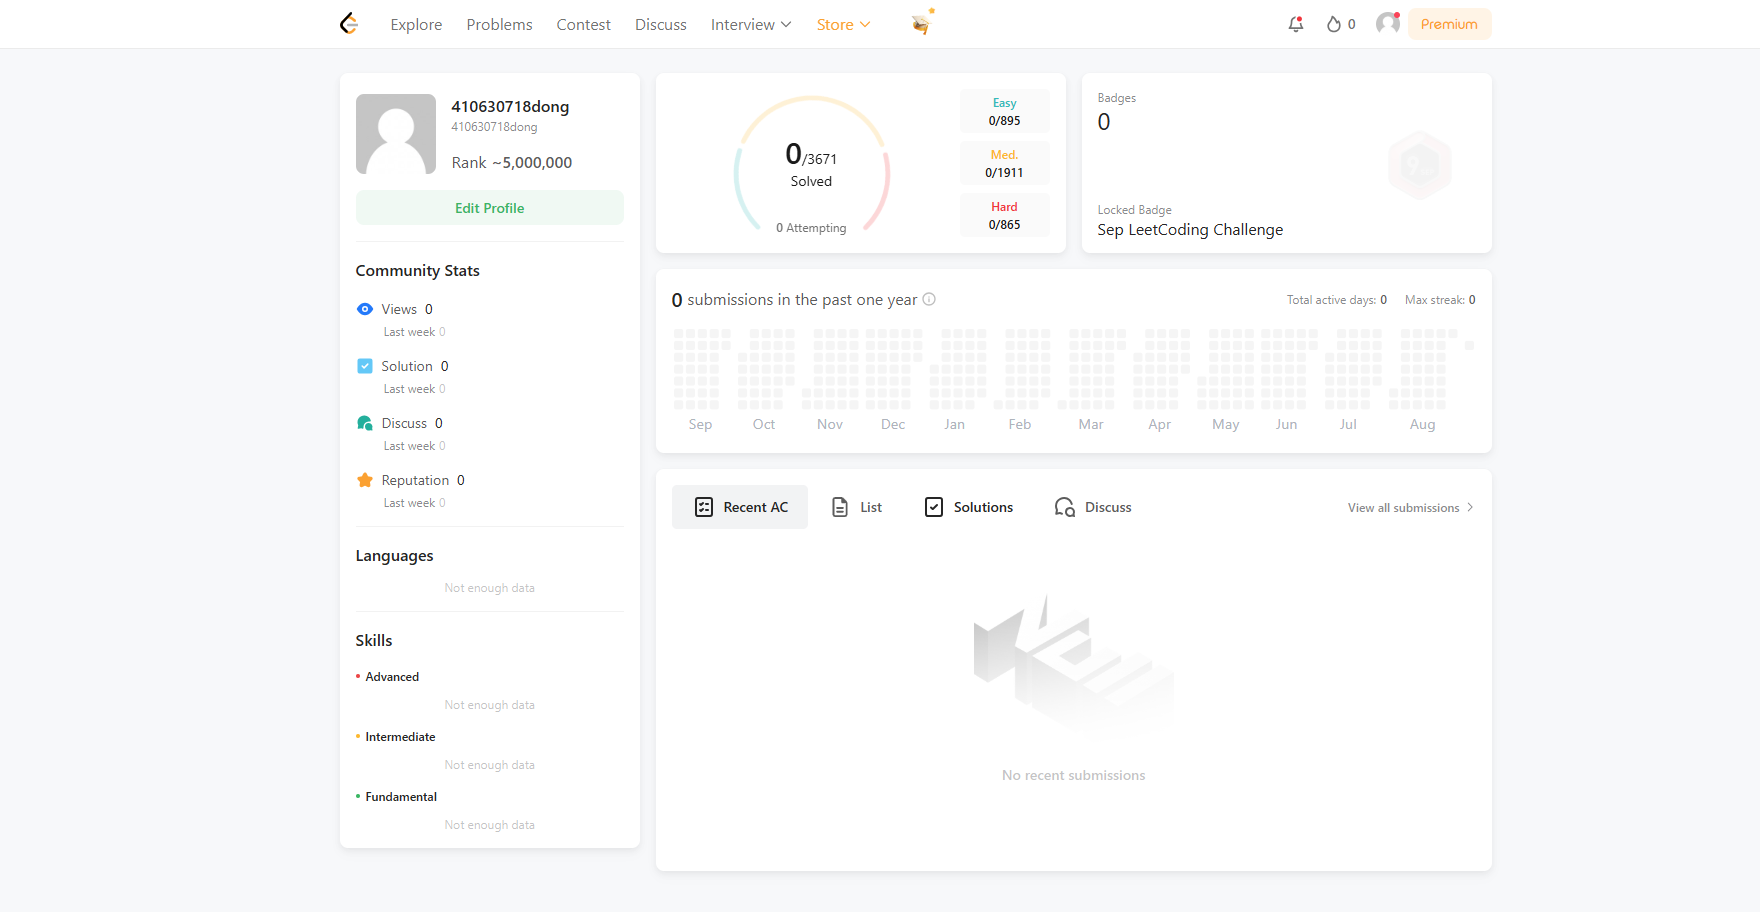 Explore Problems Contest Discuss Interview Store 0 Premium
410630718dong
410630718dong
Rank ~5,000,000
Edit Profile
Community Stats
Views 0
Last week 0
Solution 0
Last week 0
Discuss 0
Last week 0
Reputation 0
Last week 0
Languages
Not enough data
Skills
Advanced
Not enough data
Intermediate
Not enough data
Fundamental
Not enough data
0/3671
Solved
0 Attempting
Easy
0/895
Med.
0/1911
Hard
0/865
Badges
0
Locked Badge
Sep LeetCoding Challenge
0 submissions in the past one year
Total active days: 0 Max streak: 0
Sep Oct Nov Dec Jan Feb Mar Apr May Jun Jul Aug
Recent AC List Solutions Discuss View all submissions
No recent submissions